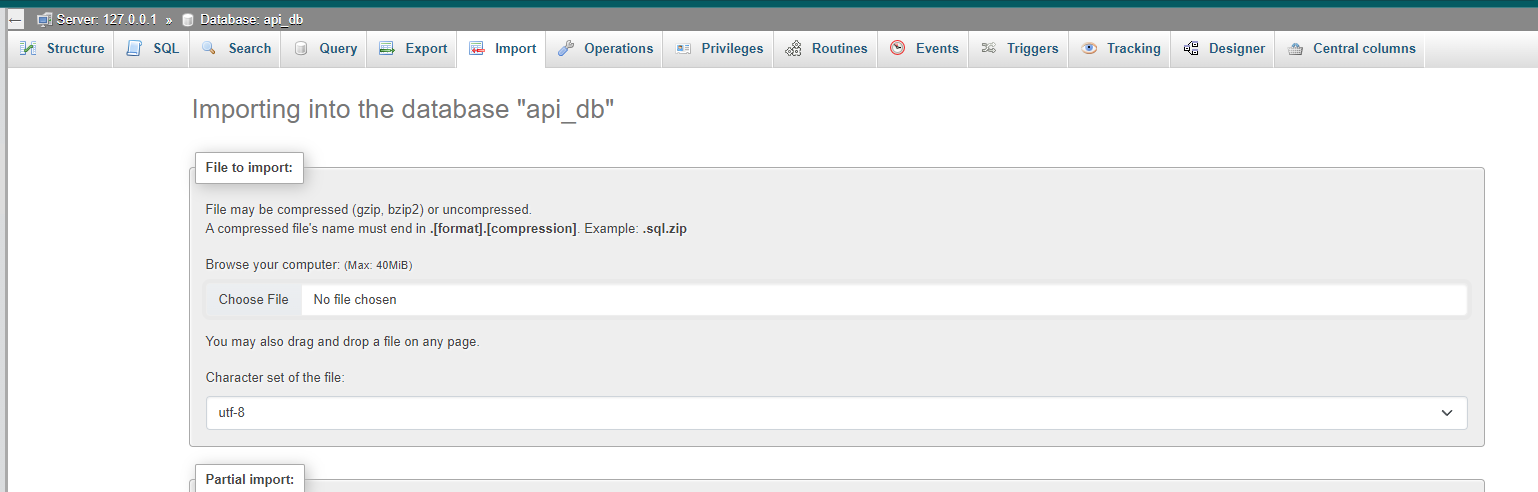 ← Server: 127.0.0.1 » Database: api_db
Structure SQL Search Query Export Import Operations Privileges Routines Events Triggers Tracking Designer Central columns
Importing into the database "api_db"
File to import:
File may be compressed (gzip, bzip2) or uncompressed.
A compressed file's name must end in .[format].[compression]. Example: .sql.zip
Browse your computer: (Max: 40MiB)
Choose File No file chosen
You may also drag and drop a file on any page.
Character set of the file:
utf-8
Partial import: